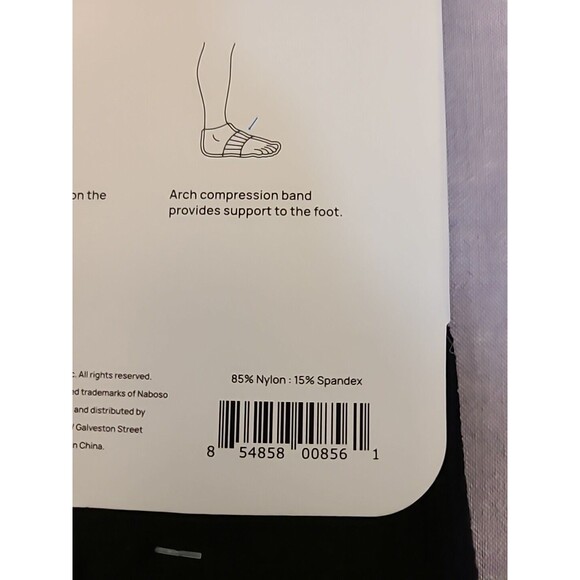 on the
Arch compression band
provides support to the foot.
c. All rights reserved.
nd trademarks of Naboso
and distributed by
Galveston Street
n China.
85% Nylon : 15% Spandex
8 54858 00856 1